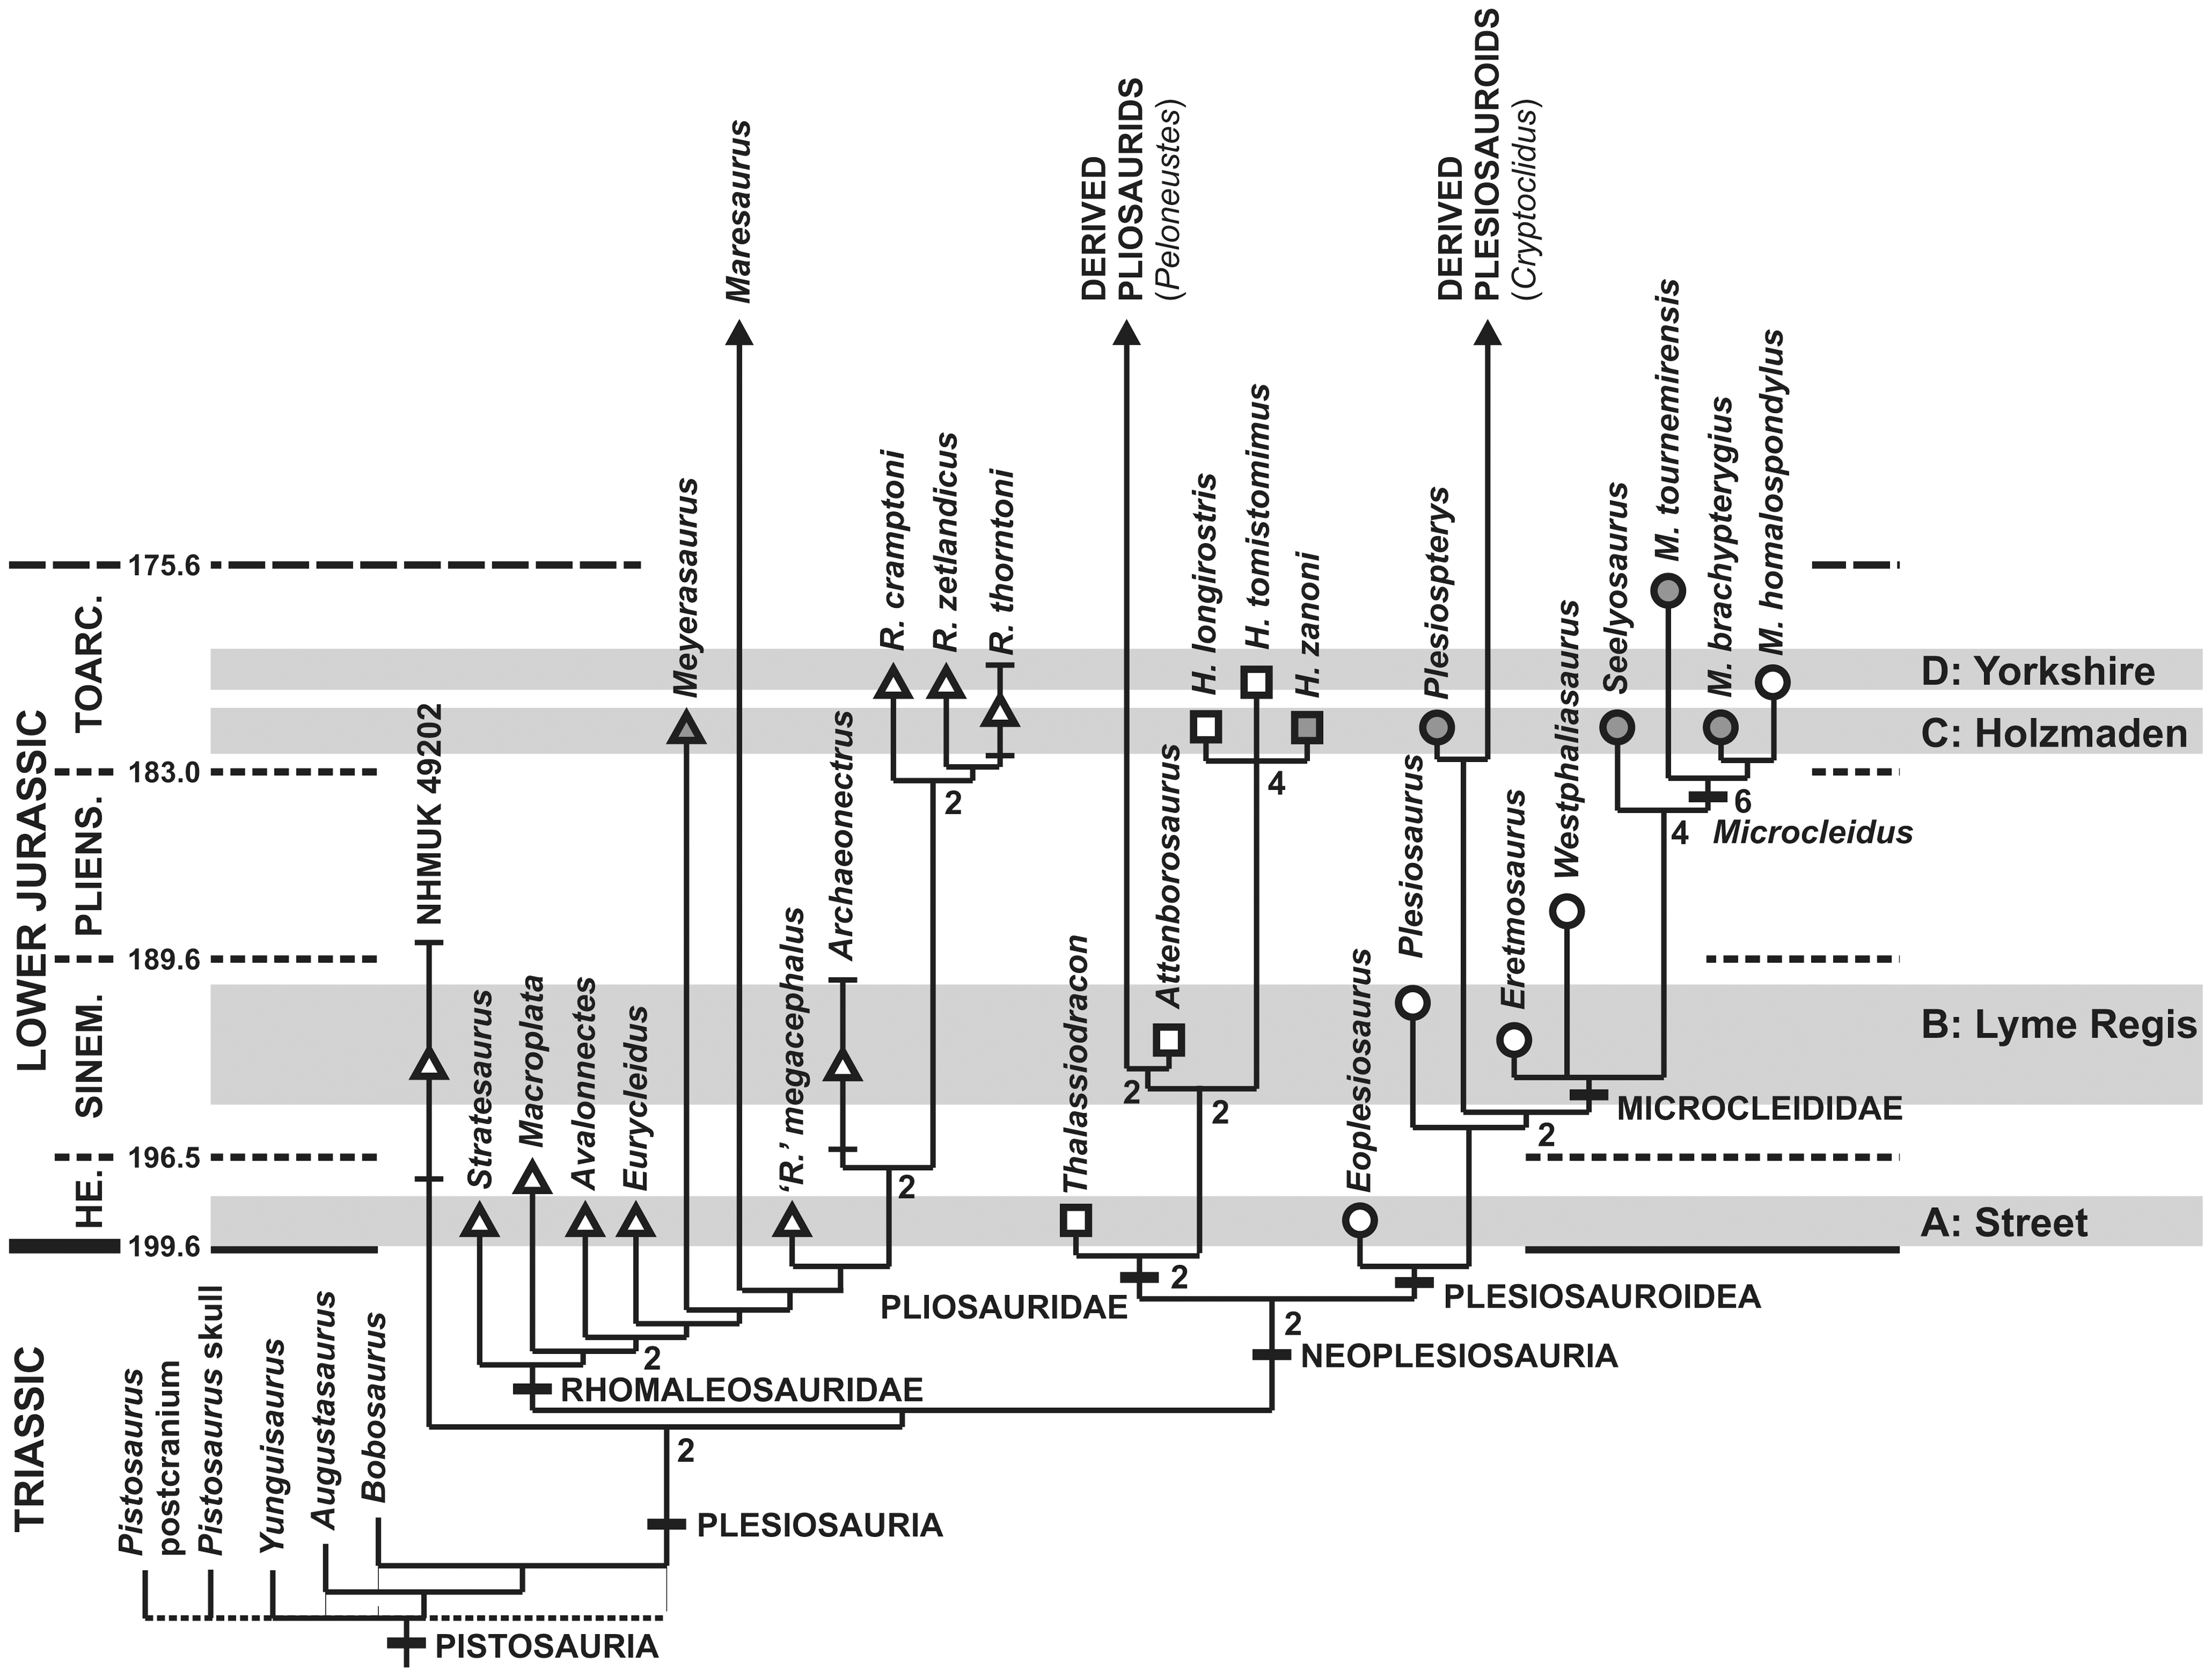 DERIVED
PLIOSAURIDS
(Peloneustes)
DERIVED
PLESIOSAUROIDS
(Cryptoclidus)
Maresaurus
M. tournemirensis
M. homalospondylus
M. brachypterygius
Seelyosaurus
Westphaliasaurus
Plesiopterys
H. longirostris
H. tomistomimus
H. zanoni
R. cramptoni
R. zetlandicus
R. thorntoni
Meyerasaurus
NHMUK 49202
Archaeonectrus
Attenborosaurus
Plesiosaurus
Eretmosaurus
Stratesaurus
Macroplata
Avalonnectes
Eurycleidus
‘R.’ megacephalus
Thalassiodracon
Eoplesiosaurus
LOWER JURASSIC
TOARC.
PLIENS.
SINEM.
HE.
TRIASSIC
175.6
183.0
189.6
196.5
199.6
D: Yorkshire
C: Holzmaden
B: Lyme Regis
A: Street
2
4
6
4
Microcleidus
2
2
MICROCLEIDIDAE
2
2
2
PLIOSAURIDAE
PLESIOSAUROIDEA
2
NEOPLESIOSAURIA
2
RHOMALEOSAURIDAE
2
PLESIOSAURIA
Pistosaurus
postcranium
Pistosaurus skull
Yunguisaurus
Augustasaurus
Bobosaurus
PISTOSAURIA